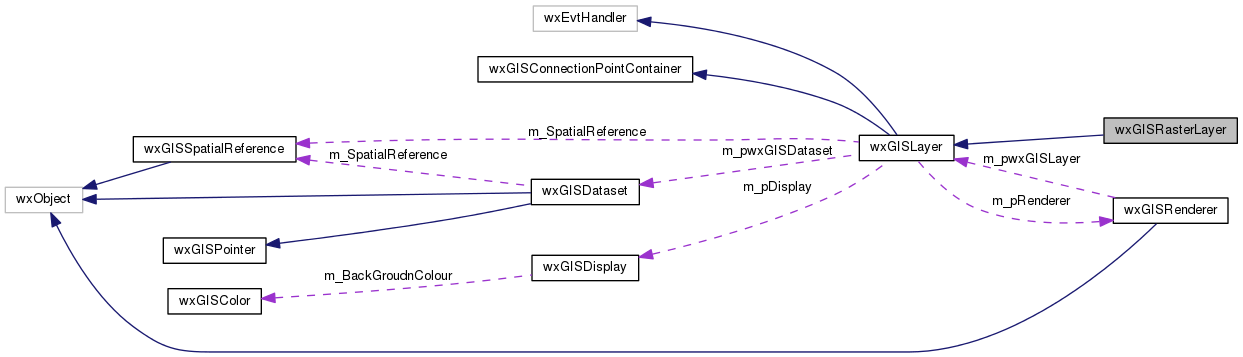 wxEvtHandler
wxGISConnectionPointContainer
wxGISRasterLayer
m_SpatialReference
wxGISSpatialReference
wxGISLayer
m_SpatialReference
m_pwxGISDataset
m_pwxGISLayer
wxObject
wxGISDataset
m_pDisplay
m_pRenderer
wxGISRenderer
wxGISPointer
wxGISDisplay
m_BackGroudnColour
wxGISColor